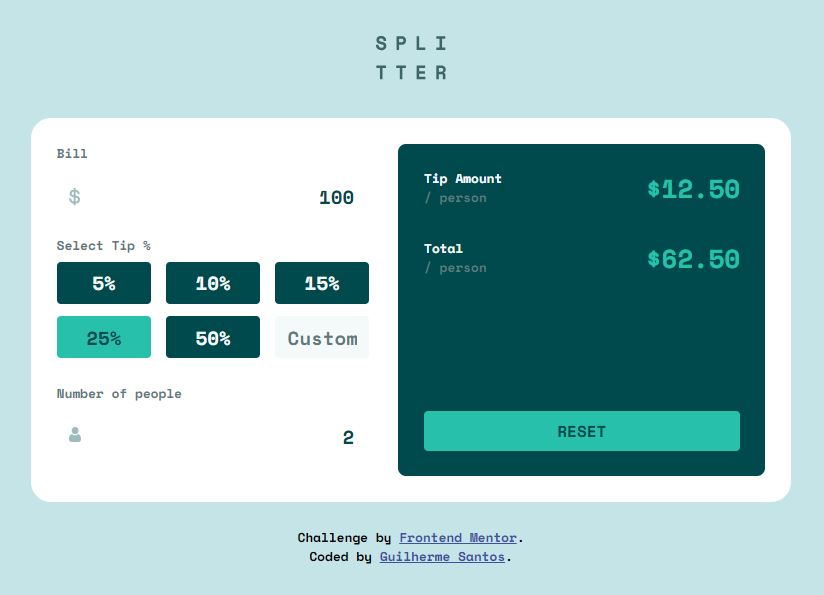 SPLI
TTER
Bill
$ 100
Select Tip %
5% 10% 15%
25% 50% Custom
Number of people
2
Tip Amount
/ person
$12.50
Total
/ person
$62.50
RESET
Challenge by Frontend Mentor.
Coded by Guilherme Santos.